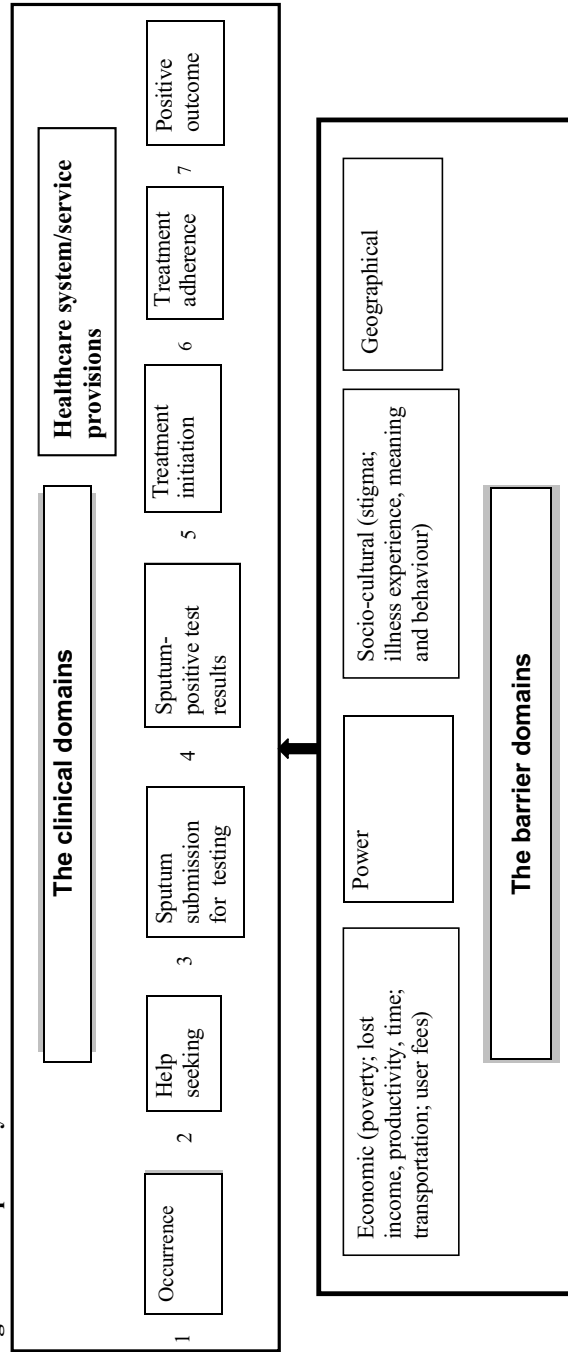 The clinical domains
Healthcare system/service
provisions
1
Occurrence
2
Help
seeking
3
Sputum
submission
for testing
4
Sputum-
positive test
results
5
Treatment
initiation
6
Treatment
adherence
7
Positive
outcome
Economic (poverty; lost
income, productivity, time;
transportation; user fees)
Power
Socio-cultural (stigma;
illness experience, meaning
and behaviour)
Geographical
The barrier domains